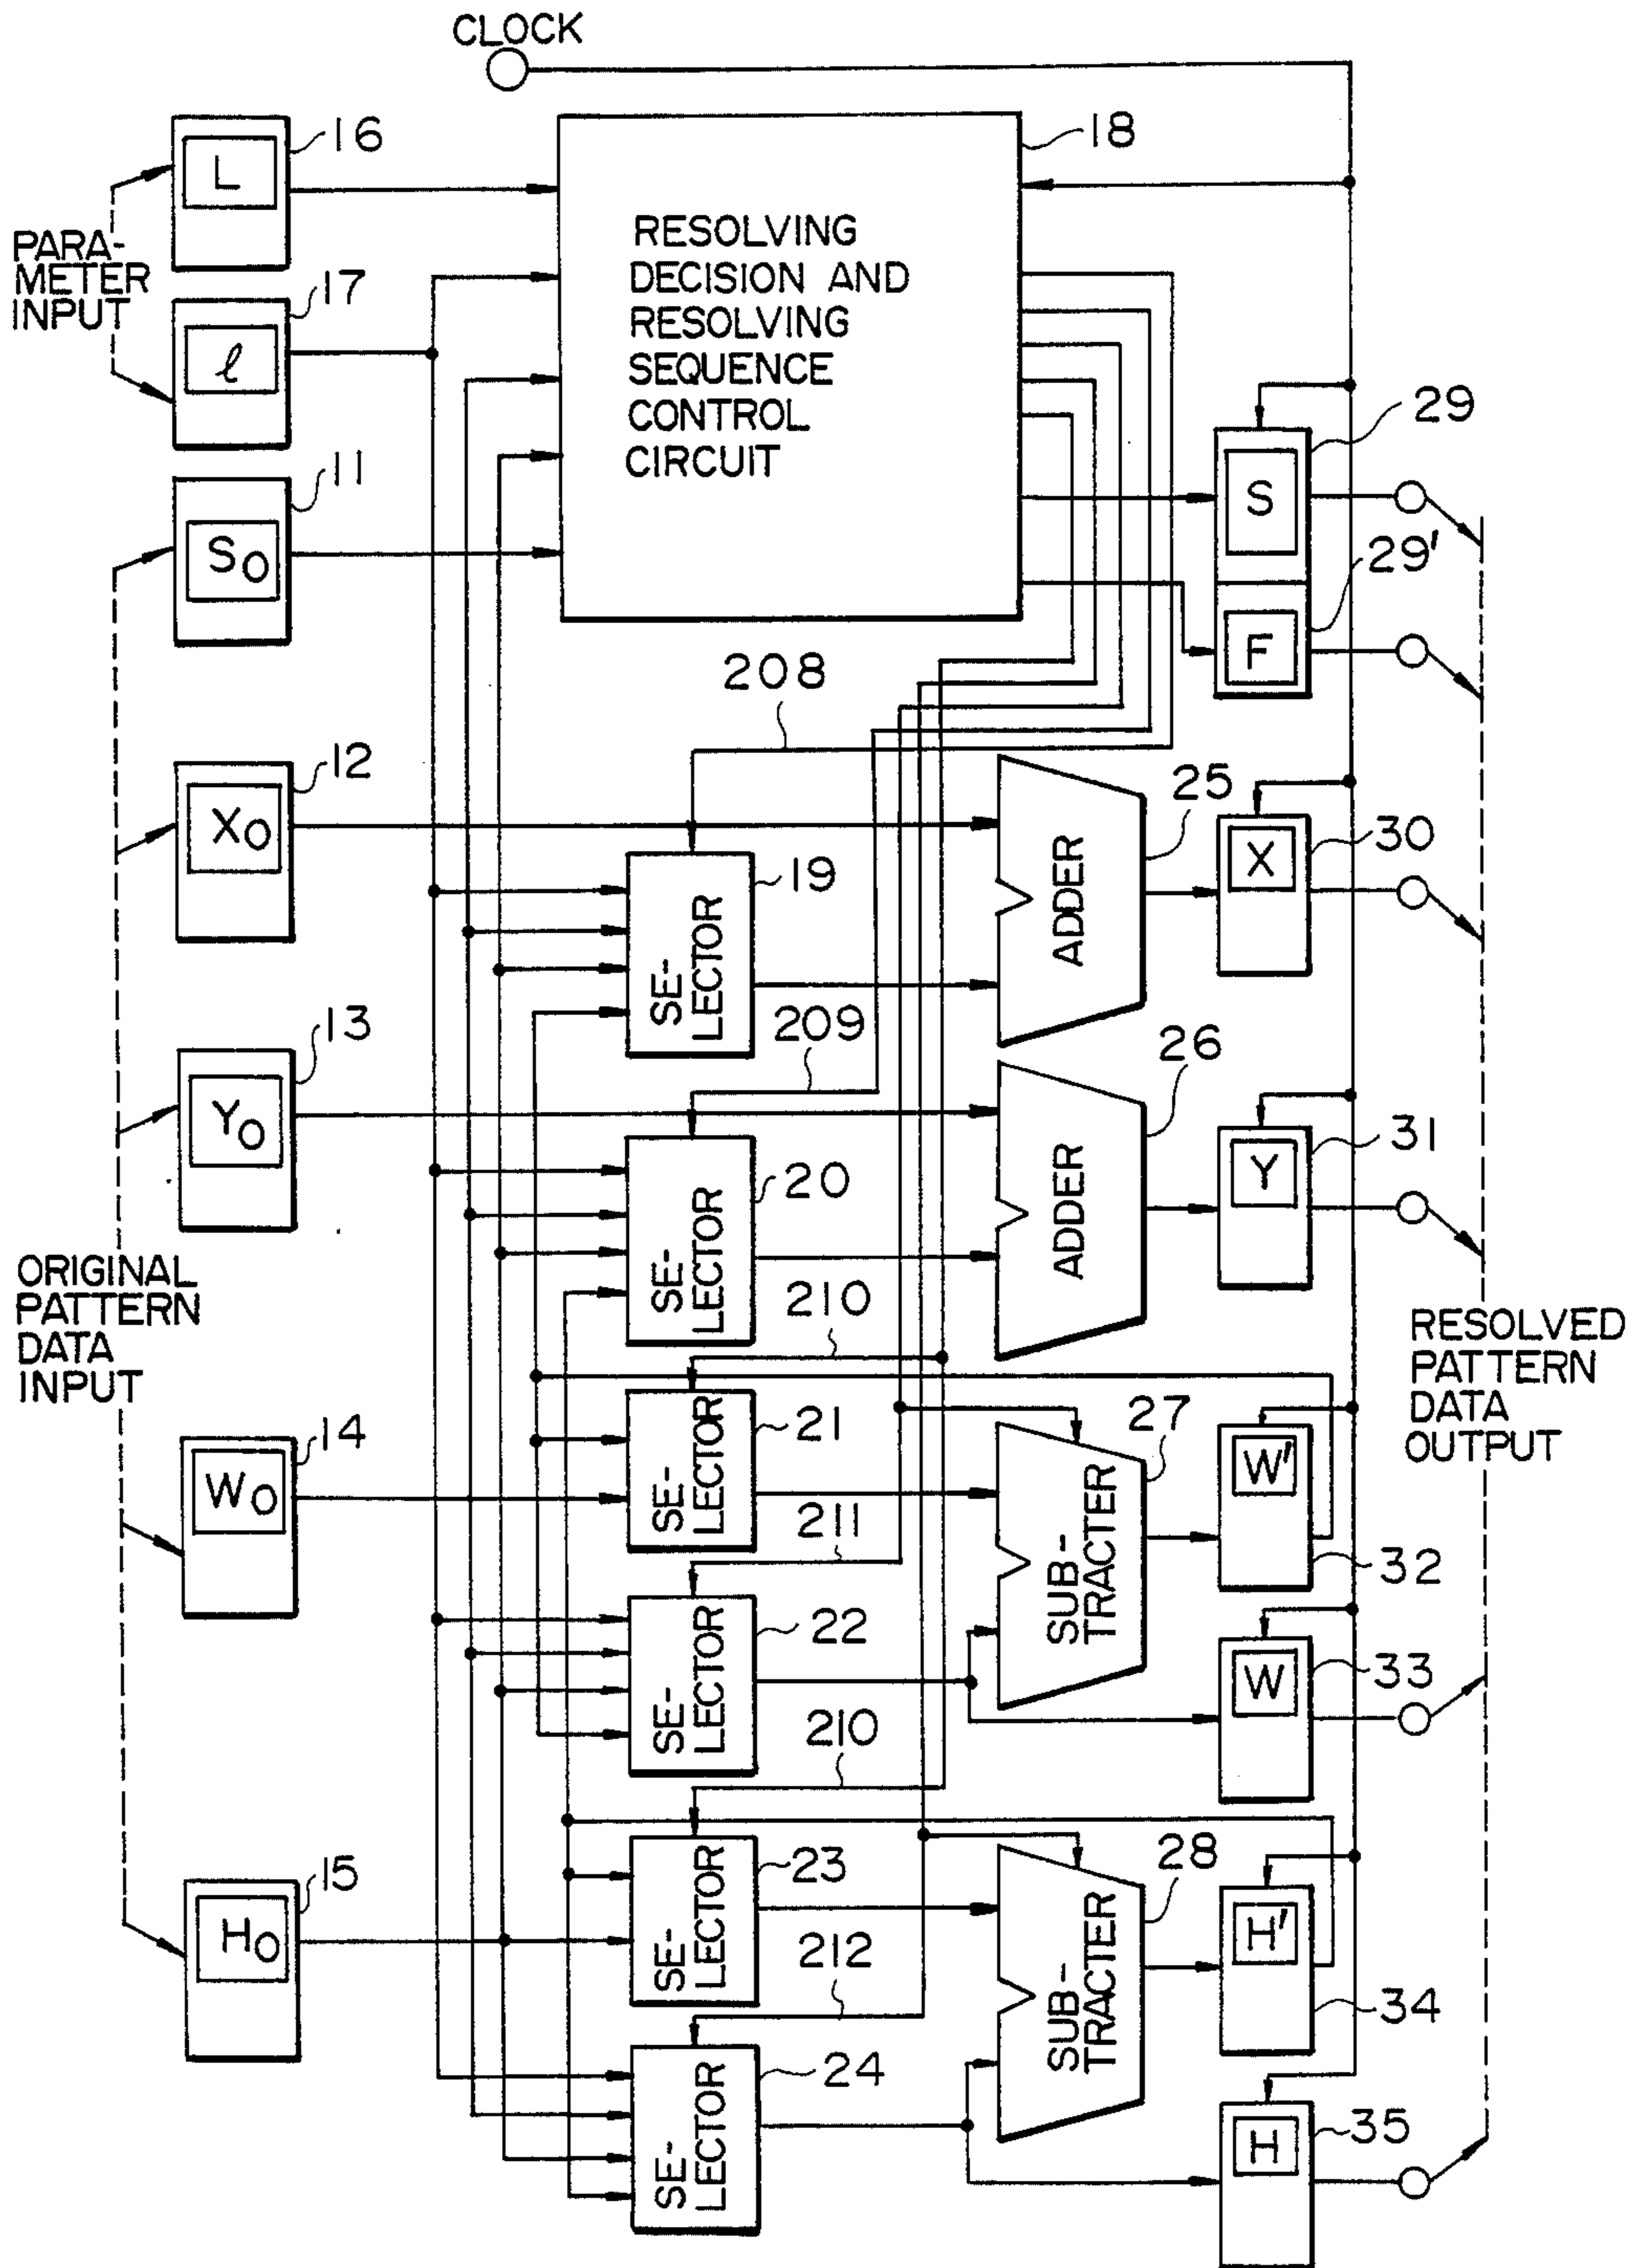 CLOCK
16
L
18
PARA-
METER
INPUT
17
ℓ
RESOLVING
DECISION AND
RESOLVING
SEQUENCE
CONTROL
CIRCUIT
11
S0
29
S
29'
F
208
12
X0
19
SE-
LECTOR
25
ADDER
30
X
209
13
Y0
20
SE-
LECTOR
26
ADDER
31
Y
210
ORIGINAL
PATTERN
DATA
INPUT
RESOLVED
PATTERN
DATA
OUTPUT
14
W0
21
SE-
LECTOR
27
SUB-
TRACTER
W'
32
211
22
SE-
LECTOR
33
W
210
15
H0
23
SE-
LECTOR
28
SUB-
TRACTER
H'
34
212
24
SE-
LECTOR
35
H